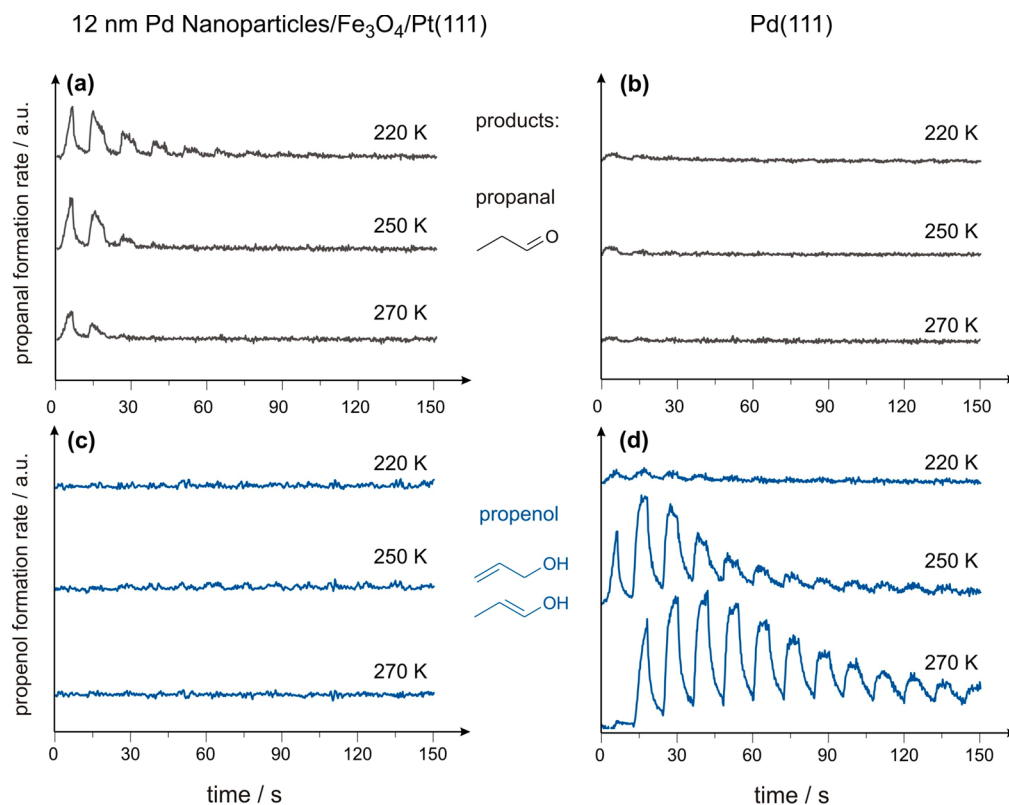 12 nm Pd Nanoparticles/Fe₃O₄/Pt(111)
Pd(111)
(a)
220 K
250 K
270 K
propanal formation rate / a.u.
0 30 60 90 120 150
products:
propanal
O
(b)
220 K
250 K
270 K
0 30 60 90 120 150
(c)
220 K
250 K
270 K
propenol formation rate / a.u.
0 30 60 90 120 150
time / s
propenol
OH
OH
(d)
220 K
250 K
270 K
0 30 60 90 120 150
time / s